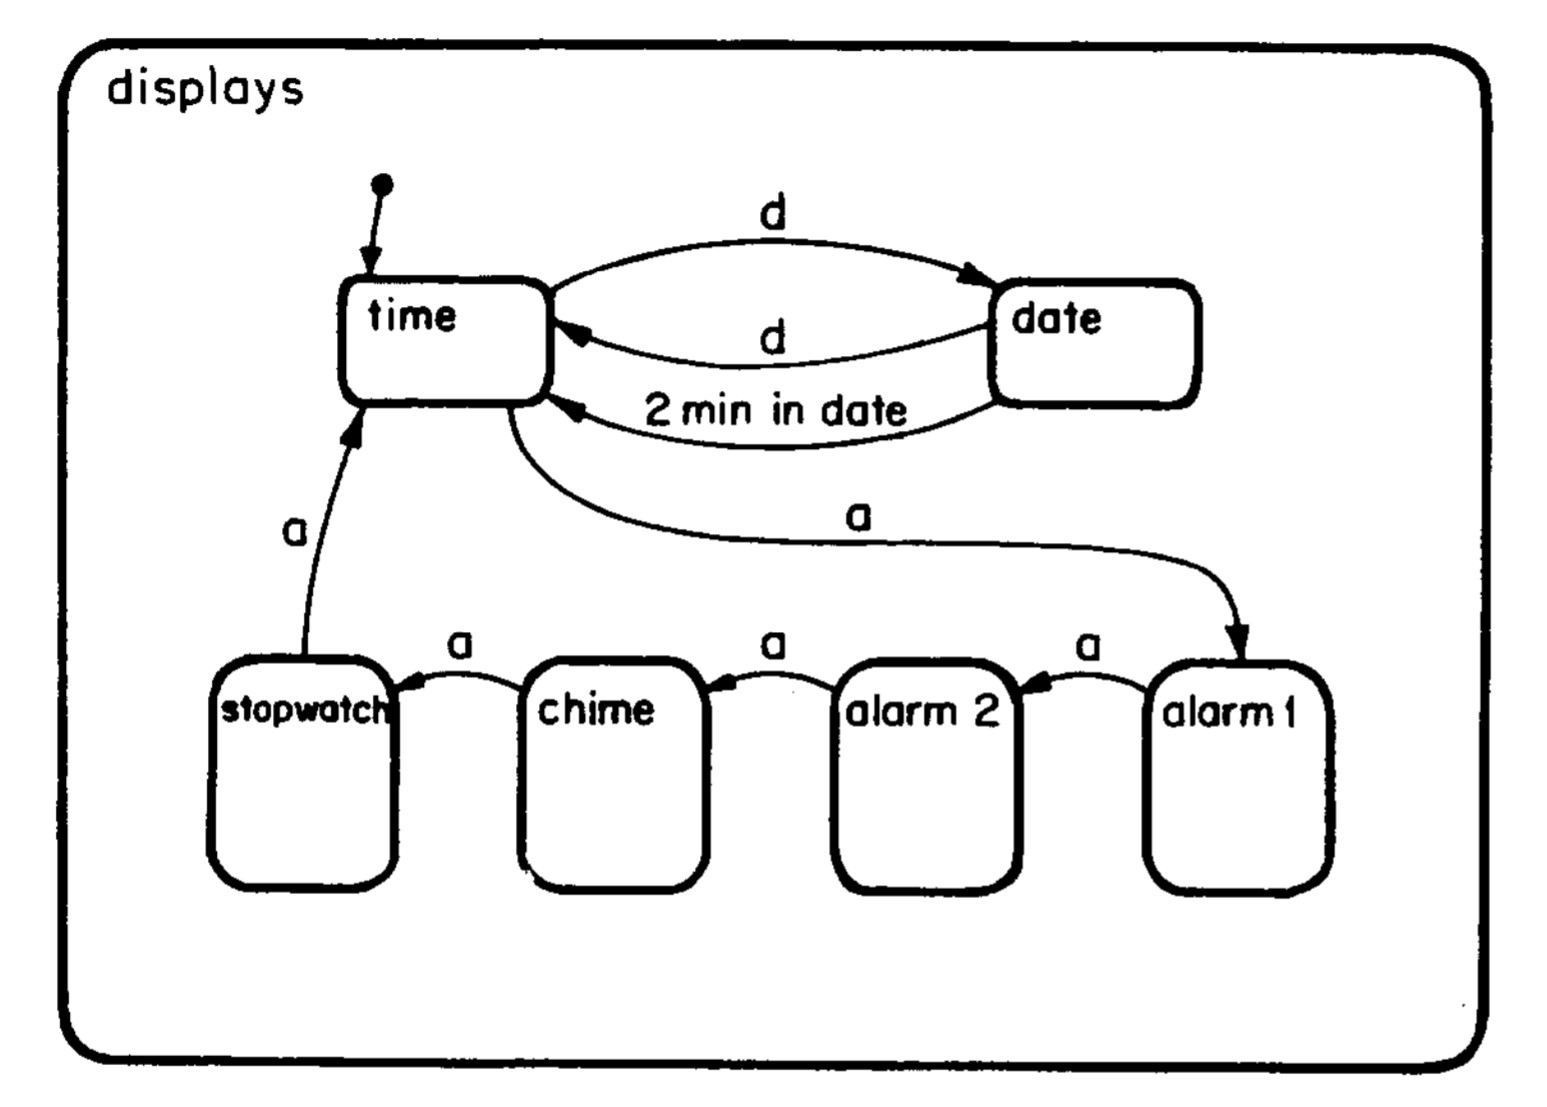 displays
d
time
date
d
2 min in date
a
a
a
a
a
stopwatch
chime
alarm 2
alarm 1